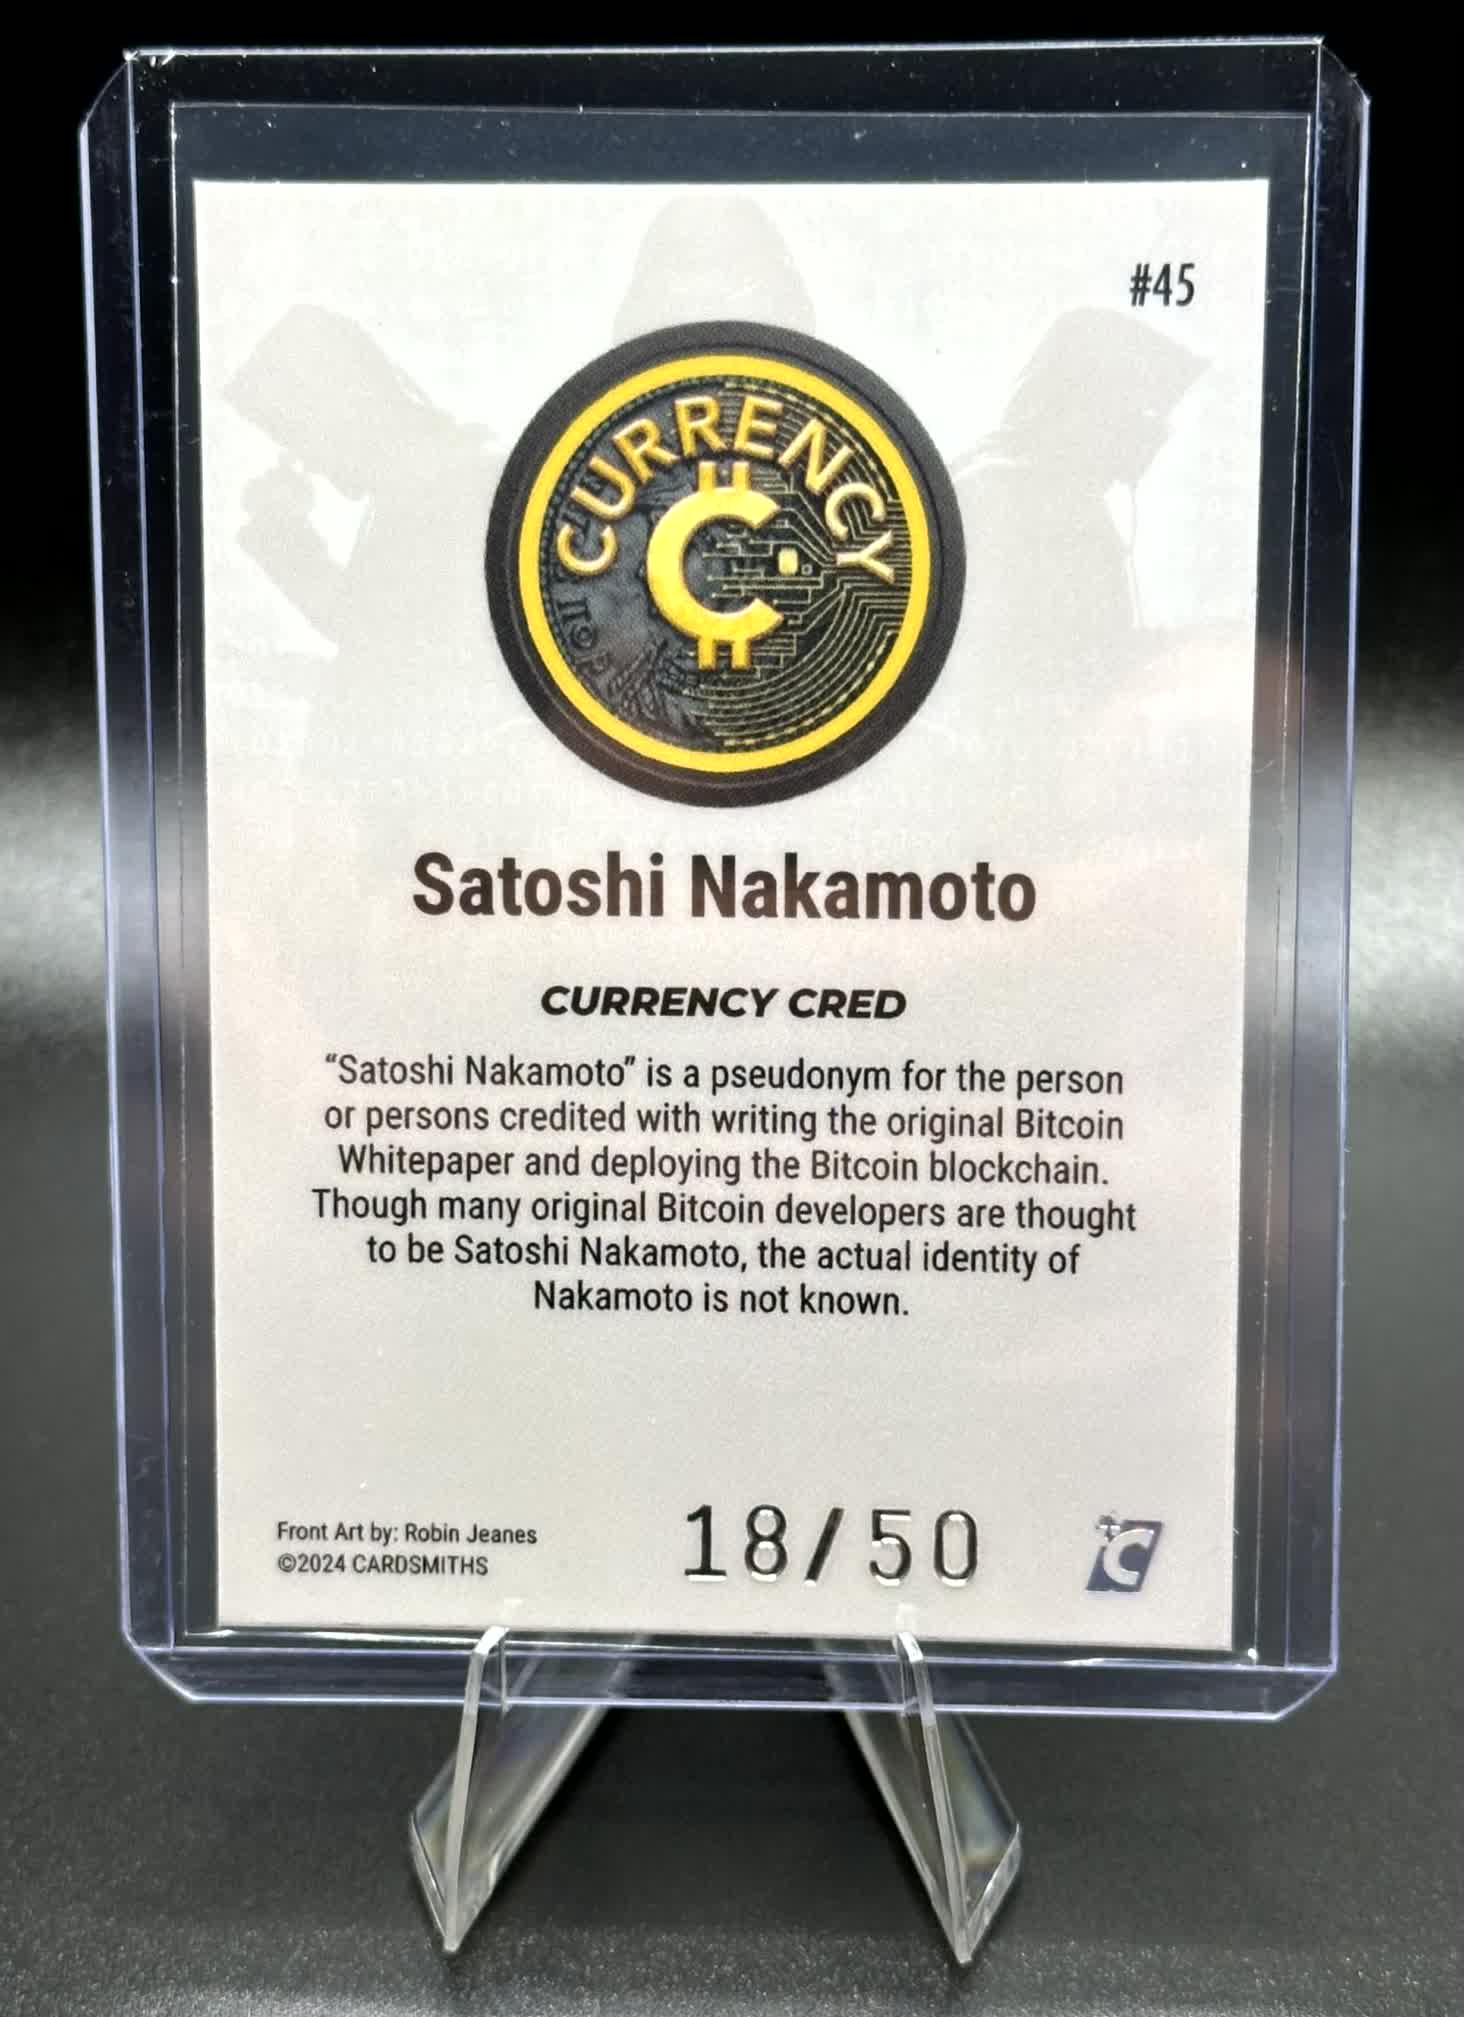 #45
CURRENCY
C
Satoshi Nakamoto
CURRENCY CRED
“Satoshi Nakamoto” is a pseudonym for the person
or persons credited with writing the original Bitcoin
Whitepaper and deploying the Bitcoin blockchain.
Though many original Bitcoin developers are thought
to be Satoshi Nakamoto, the actual identity of
Nakamoto is not known.
Front Art by: Robin Jeanes
©2024 CARDSMITHS
18/50
C